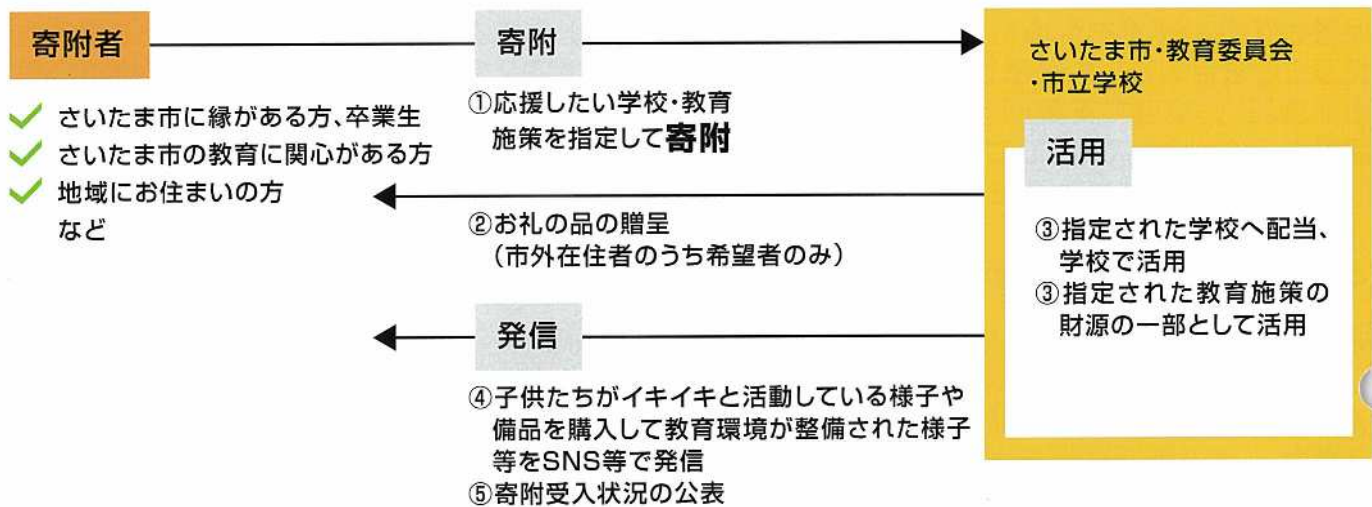 寄附者
✓ さいたま市に縁がある方、卒業生
✓ さいたま市の教育に関心がある方
✓ 地域にお住まいの方
など
寄附
①応援したい学校・教育
施策を指定して寄附
②お礼の品の贈呈
（市外在住者のうち希望者のみ）
発信
④子供たちがイキイキと活動している様子や
備品を購入して教育環境が整備された様子
等をSNS等で発信
⑤寄附受入状況の公表
さいたま市・教育委員会
・市立学校
活用
③指定された学校へ配当、
学校で活用
③指定された教育施策の
財源の一部として活用